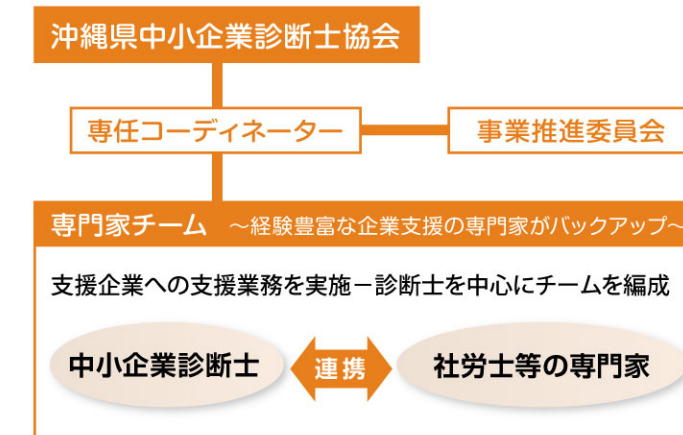 沖縄県中小企業診断士協会
専任コーディネーター
事業推進委員会
専門家チーム ～経験豊富な企業支援の専門家がバックアップ～
支援企業への支援業務を実施－診断士を中心にチームを編成
中小企業診断士
連携
社労士等の専門家